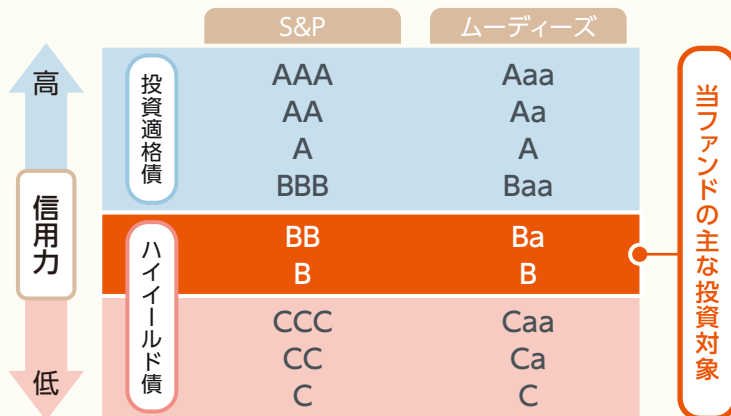 S&P ムーディーズ
高
信用力
低
投資適格債
AAA Aaa
AA Aa
A A
BBB Baa
ハイイールド債
BB Ba
B B
CCC Caa
CC Ca
C C
当ファンドの主な投資対象